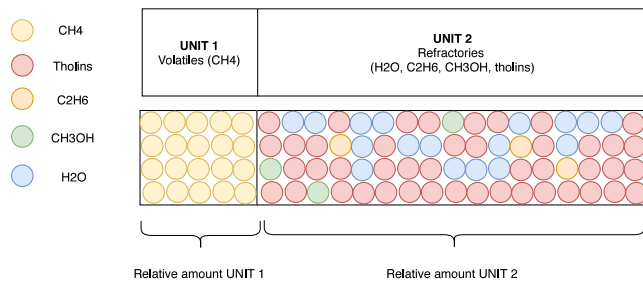 CH4
Tholins
C2H6
CH3OH
H2O
UNIT 1
Volatiles (CH4)
UNIT 2
Refractories
(H2O, C2H6, CH3OH, tholins)
Relative amount UNIT 1
Relative amount UNIT 2